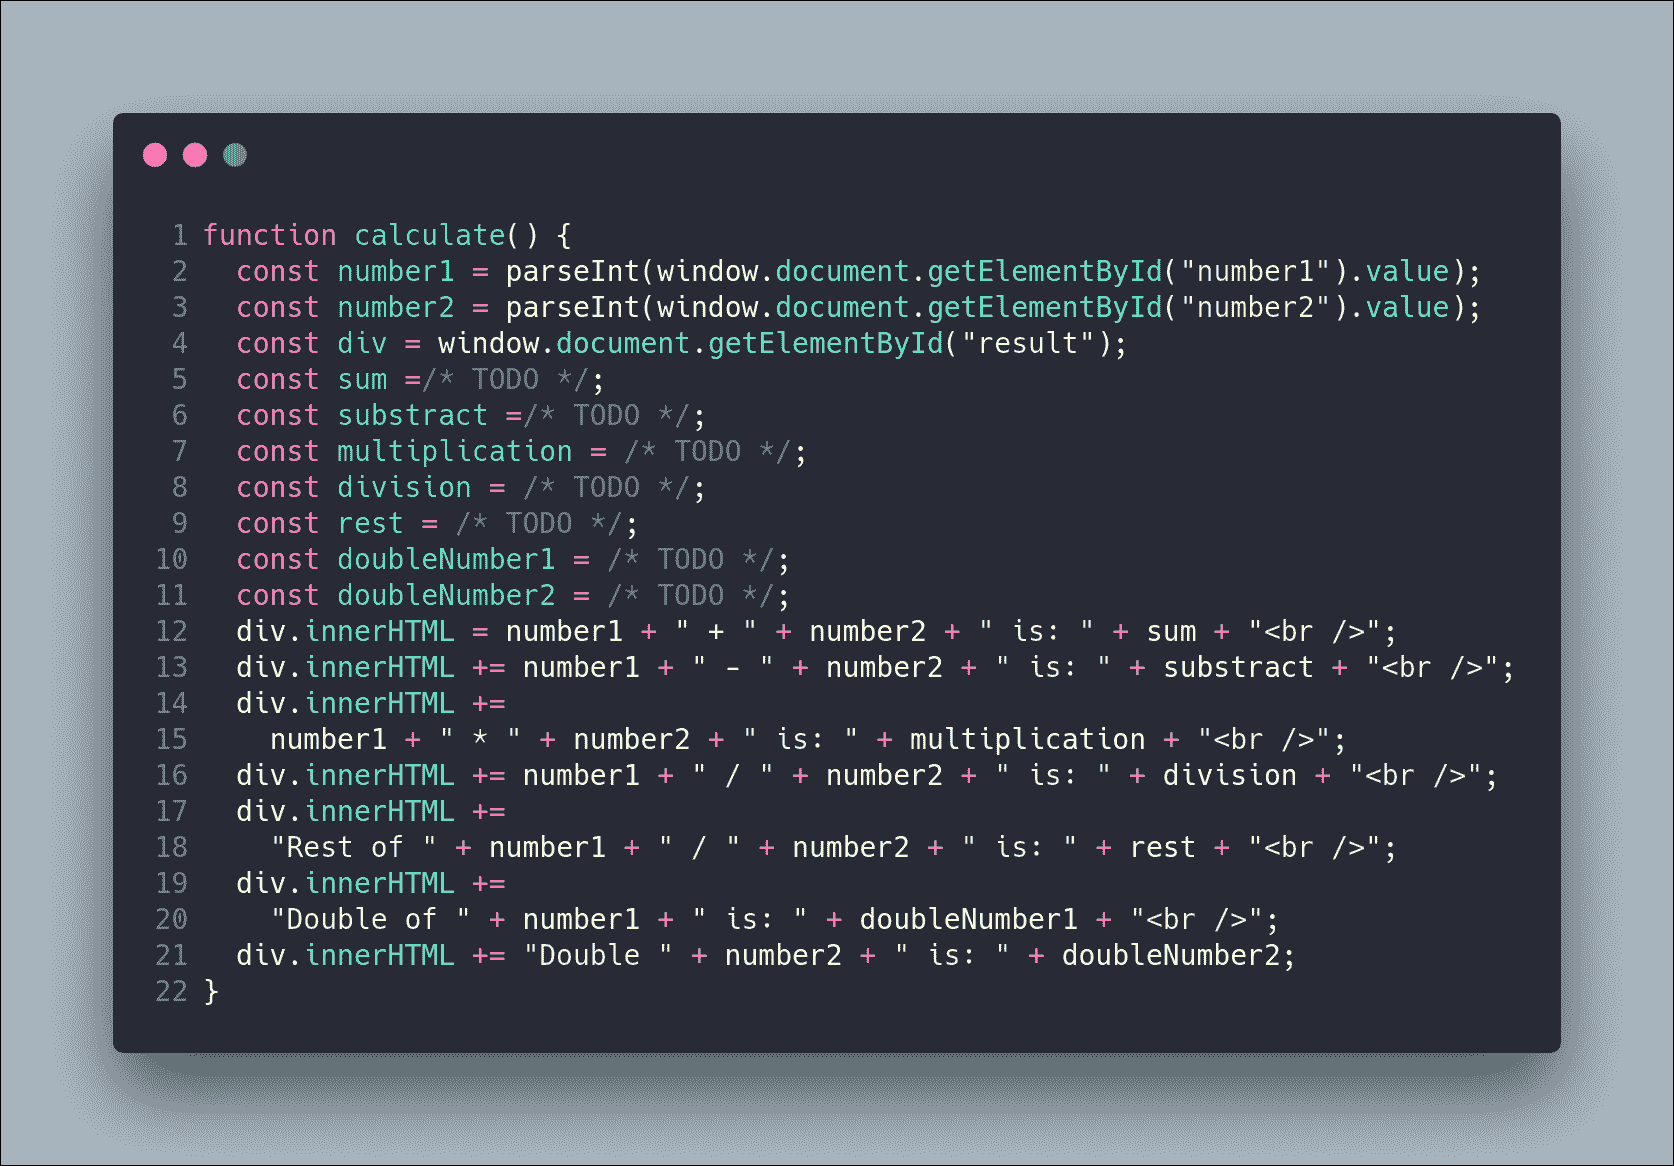 1 function calculate() {
2   const number1 = parseInt(window.document.getElementById("number1").value);
3   const number2 = parseInt(window.document.getElementById("number2").value);
4   const div = window.document.getElementById("result");
5   const sum =/* TODO */;
6   const substract =/* TODO */;
7   const multiplication = /* TODO */;
8   const division = /* TODO */;
9   const rest = /* TODO */;
10   const doubleNumber1 = /* TODO */;
11   const doubleNumber2 = /* TODO */;
12   div.innerHTML = number1 + " + " + number2 + " is: " + sum + "<br />";
13   div.innerHTML += number1 + " - " + number2 + " is: " + substract + "<br />";
14   div.innerHTML +=
15     number1 + " * " + number2 + " is: " + multiplication + "<br />";
16   div.innerHTML += number1 + " / " + number2 + " is: " + division + "<br />";
17   div.innerHTML +=
18     "Rest of " + number1 + " / " + number2 + " is: " + rest + "<br />";
19   div.innerHTML +=
20     "Double of " + number1 + " is: " + doubleNumber1 + "<br />";
21   div.innerHTML += "Double " + number2 + " is: " + doubleNumber2;
22 }